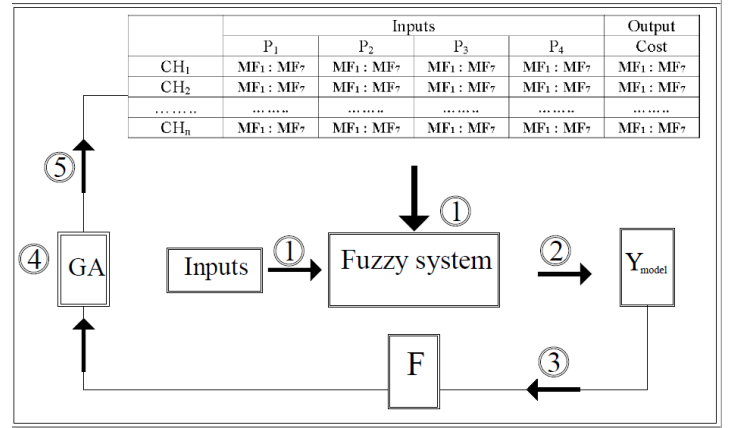 Inputs Output
P₁ P₂ P₃ P₄ Cost
CH₁ MF₁ : MF₇ MF₁ : MF₇ MF₁ : MF₇ MF₁ : MF₇ MF₁ : MF₇
CH₂ MF₁ : MF₇ MF₁ : MF₇ MF₁ : MF₇ MF₁ : MF₇ MF₁ : MF₇
........ ........ ........ ........ ........ ........
CHₙ MF₁ : MF₇ MF₁ : MF₇ MF₁ : MF₇ MF₁ : MF₇ MF₁ : MF₇
5
1
4 GA Inputs 1 Fuzzy system 2 Ymodel
F 3